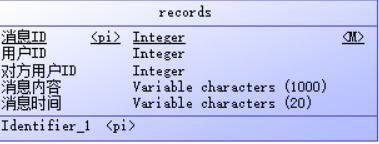 records
消息ID <pi> Integer <M>
用户ID Integer
对方用户ID Integer
消息内容 Variable characters (1000)
消息时间 Variable characters (20)
Identifier_1 <pi>